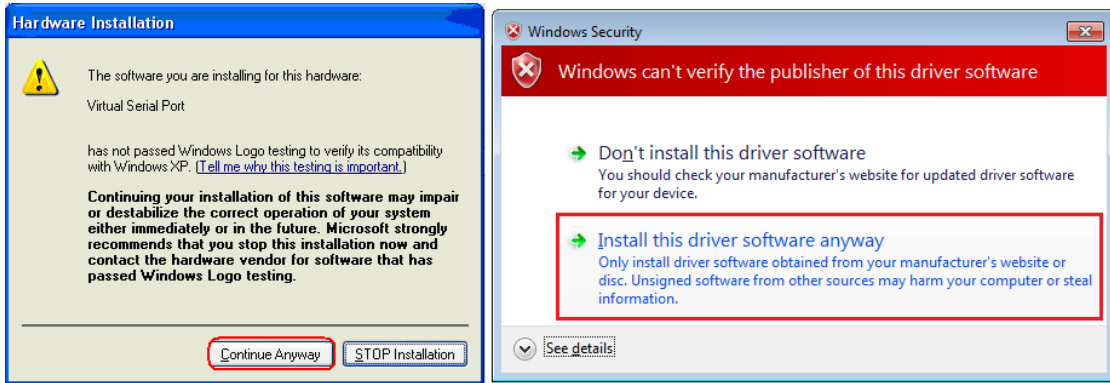 Hardware Installation
The software you are installing for this hardware:
Virtual Serial Port
has not passed Windows Logo testing to verify its compatibility
with Windows XP. (Tell me why this testing is important.)
Continuing your installation of this software may impair
or destabilize the correct operation of your system
either immediately or in the future. Microsoft strongly
recommends that you stop this installation now and
contact the hardware vendor for software that has
passed Windows Logo testing.
Continue Anyway
STOP Installation
Windows Security
Windows can't verify the publisher of this driver software
Don't install this driver software
You should check your manufacturer's website for updated driver software
for your device.
Install this driver software anyway
Only install driver software obtained from your manufacturer's website or
disc. Unsigned software from other sources may harm your computer or steal
information.
See details